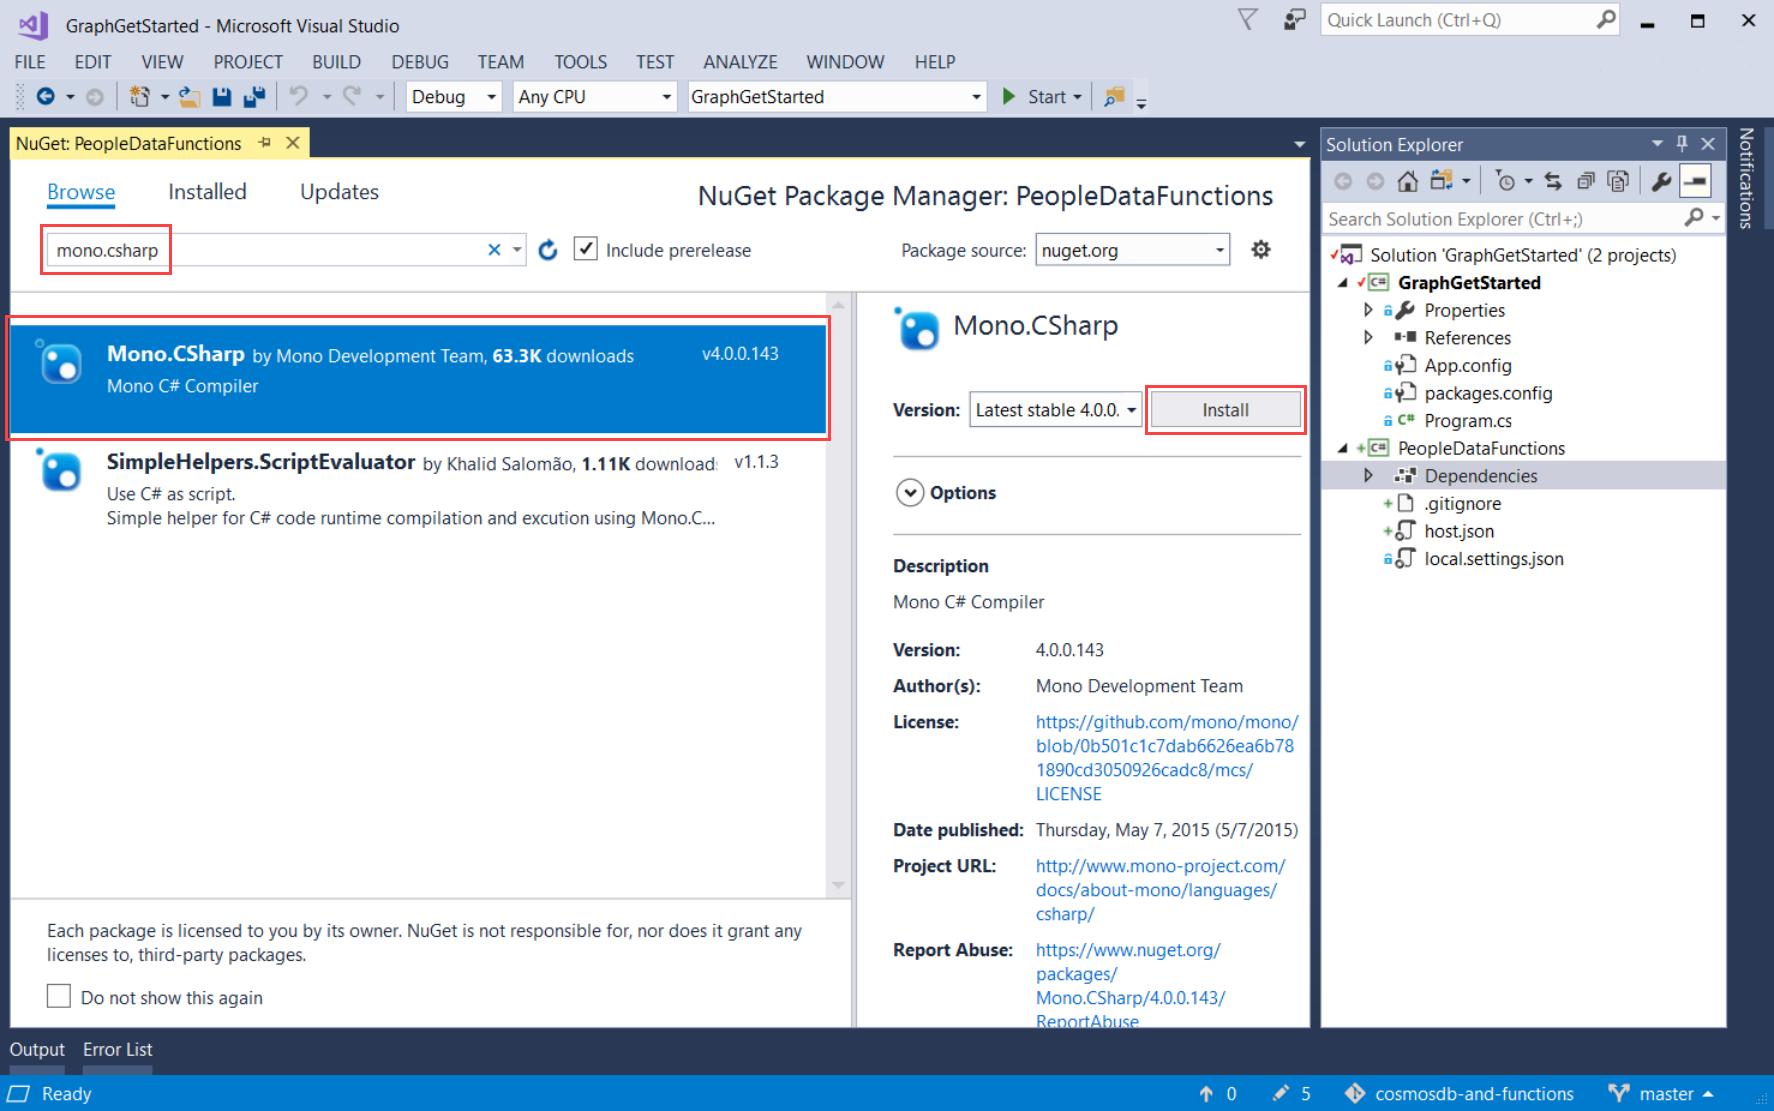 GraphGetStarted - Microsoft Visual Studio
Quick Launch (Ctrl+Q)
FILE EDIT VIEW PROJECT BUILD DEBUG TEAM TOOLS TEST ANALYZE WINDOW HELP
Debug Any CPU GraphGetStarted Start
NuGet: PeopleDataFunctions
Browse Installed Updates
NuGet Package Manager: PeopleDataFunctions
mono.csharp
Include prerelease
Package source: nuget.org
Mono.CSharp by Mono Development Team, 63.3K downloads v4.0.0.143
Mono C# Compiler
SimpleHelpers.ScriptEvaluator by Khalid Salomão, 1.11K download: v1.1.3
Use C# as script.
Simple helper for C# code runtime compilation and excution using Mono.C...
Each package is licensed to you by its owner. NuGet is not responsible for, nor does it grant any
licenses to, third-party packages.
Do not show this again
Mono.CSharp
Version: Latest stable 4.0.0. Install
Options
Description
Mono C# Compiler
Version: 4.0.0.143
Author(s): Mono Development Team
License: https://github.com/mono/mono/
blob/0b501c1c7dab6626ea6b78
1890cd3050926cadc8/mcs/
LICENSE
Date published: Thursday, May 7, 2015 (5/7/2015)
Project URL: http://www.mono-project.com/
docs/about-mono/languages/
csharp/
Report Abuse: https://www.nuget.org/
packages/
Mono.CSharp/4.0.0.143/
ReportAbuse
Solution Explorer
Search Solution Explorer (Ctrl+;)
Solution 'GraphGetStarted' (2 projects)
C# GraphGetStarted
Properties
References
App.config
packages.config
C# Program.cs
C# PeopleDataFunctions
Dependencies
.gitignore
host.json
local.settings.json
Notifications
Output Error List
Ready
0 5 cosmosdb-and-functions master